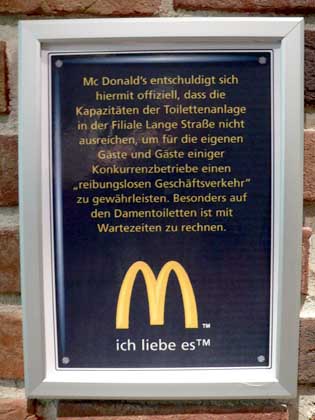 Mc Donald's entschuldigt sich
hiermit offiziell, dass die
Kapazitäten der Toilettenanlage
in der Filiale Lange Straße nicht
ausreichen, um für die eigenen
Gäste und Gäste einiger
Konkurrenzbetriebe einen
„reibungslosen Geschäftsverkehr"
zu gewährleisten. Besonders auf
den Damentoiletten ist mit
Wartezeiten zu rechnen.
M™
ich liebe es™